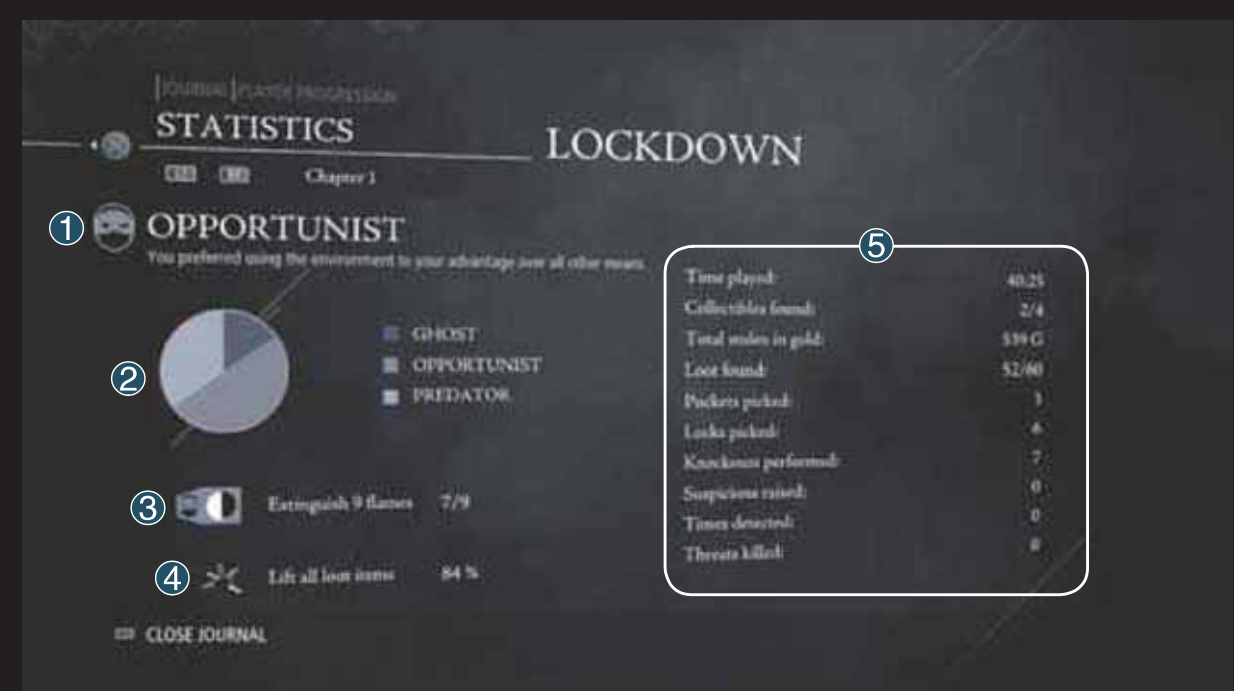 JOURNAL PLAYER PROGRESSION
STATISTICS
LOCKDOWN
Chapter 1
1
OPPORTUNIST
You preferred using the environment to your advantage over all other means.
2
GHOST
OPPORTUNIST
PREDATOR
3
Extinguish 9 flames 7/9
4
Lift all loot items 84 %
CLOSE JOURNAL
5
Time played: 40:25
Collectibles found: 2/4
Total stolen in gold: G
Loot found: 52/60
Pockets picked: 3
Locks picked: 6
Knockouts performed: 7
Suspicions raised: 0
Times detected: 0
Threats killed: 0